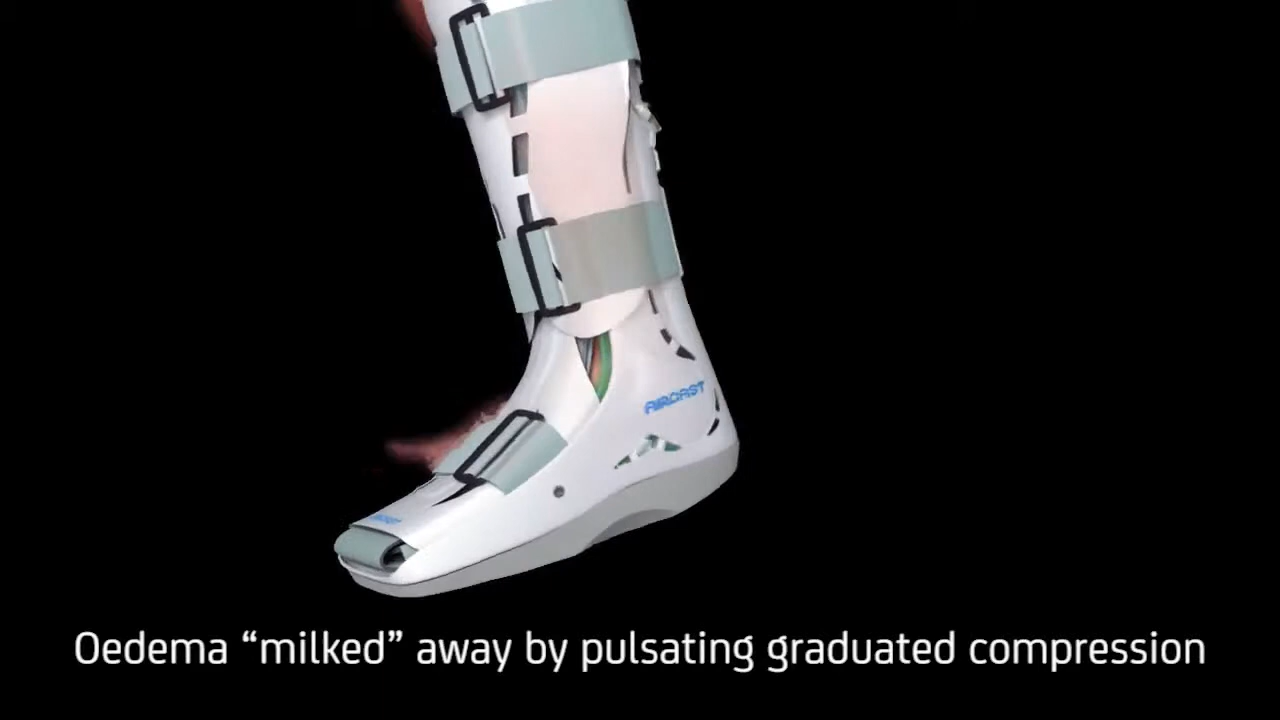 AIRCAST
Oedema “milked” away by pulsating graduated compression